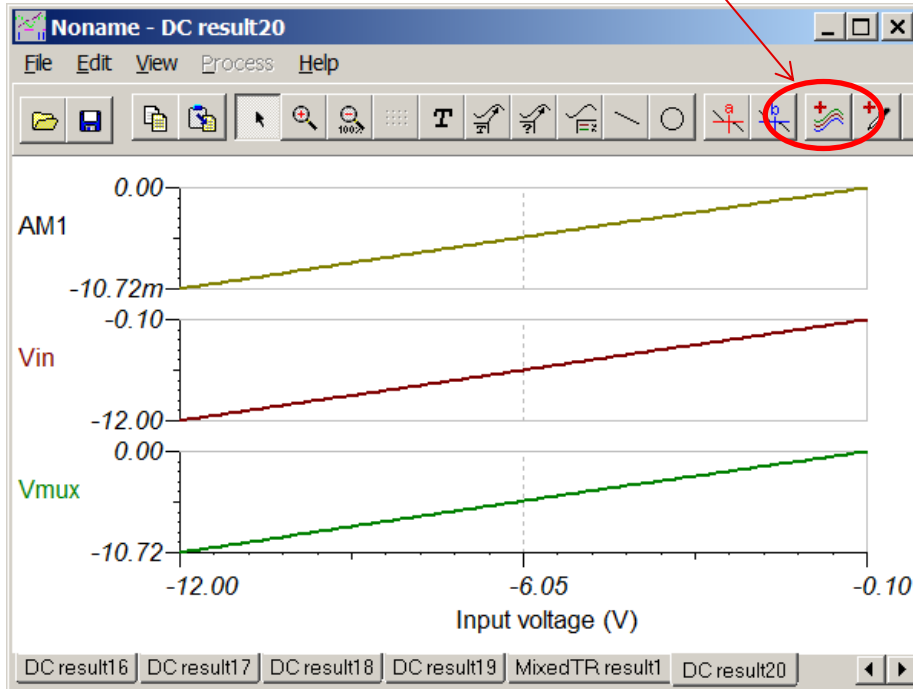 Noname - DC result20
File Edit View Process Help
100% T T ? z a b
0.00
AM1
-10.72m
-0.10
Vin
-12.00
0.00
Vmux
-10.72
-12.00 -6.05 -0.10
Input voltage (V)
DC result16 DC result17 DC result18 DC result19 MixedTR result1 DC result20